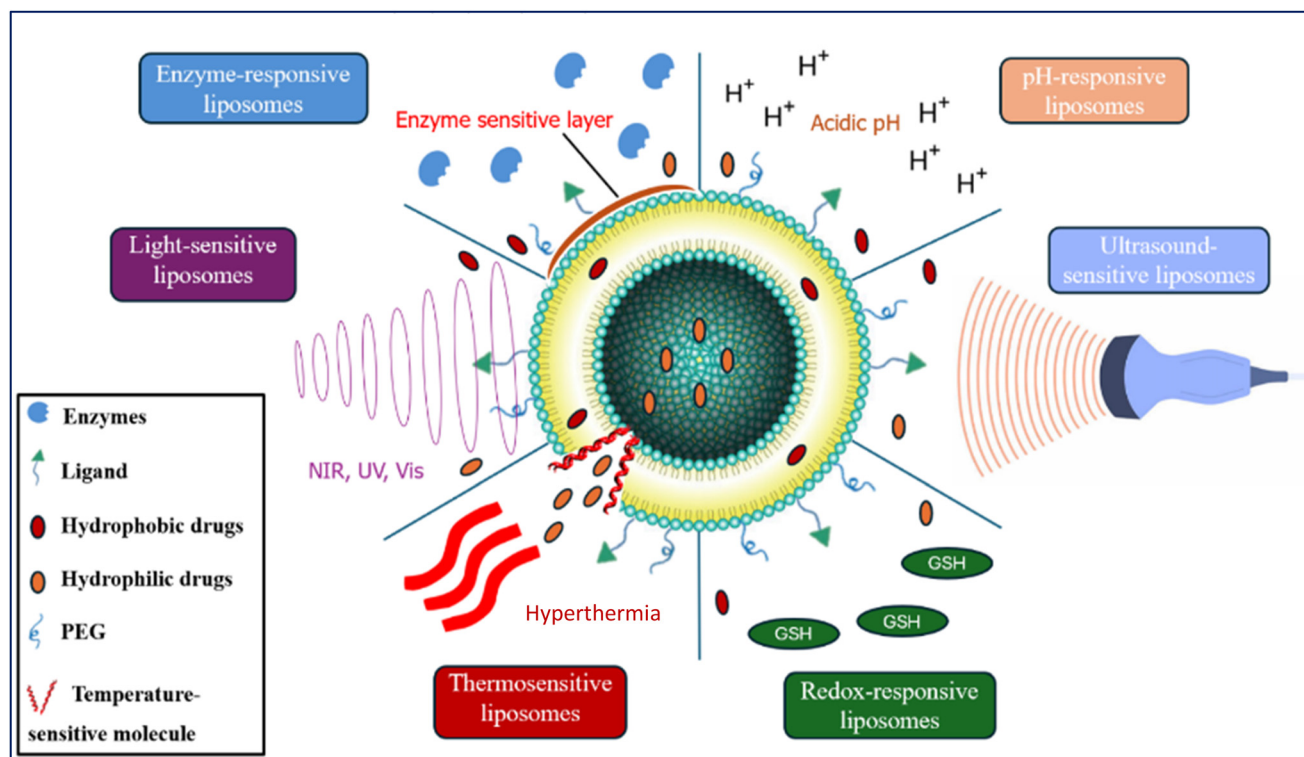 Enzyme-responsive
liposomes
Enzyme sensitive layer
H+
H+
H+
H+
H+
H+
H+
Acidic pH
pH-responsive
liposomes
Light-sensitive
liposomes
NIR, UV, Vis
Ultrasound-
sensitive liposomes
Enzymes
Ligand
Hydrophobic drugs
Hydrophilic drugs
PEG
Temperature-
sensitive molecule
Hyperthermia
Thermosensitive
liposomes
GSH
GSH
GSH
Redox-responsive
liposomes